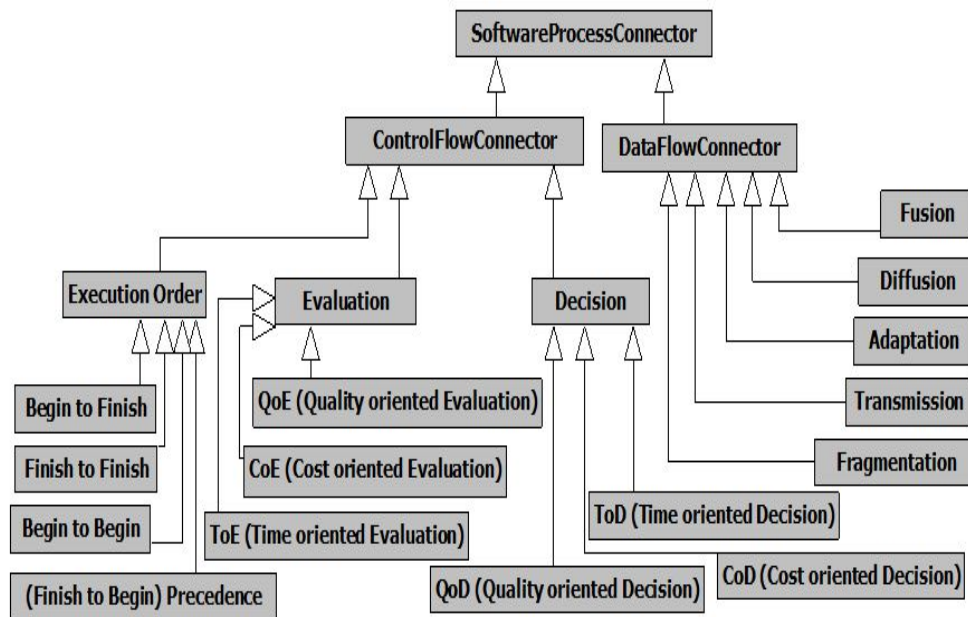 SoftwareProcessConnector
ControlFlowConnector
DataFlowConnector
Fusion
Execution Order
Evaluation
Decision
Diffusion
Adaptation
Begin to Finish
QoE (Quality oriented Evaluation)
Transmission
Finish to Finish
CoE (Cost oriented Evaluation)
Fragmentation
Begin to Begin
ToE (Time oriented Evaluation)
ToD (Time oriented Decision)
(Finish to Begin) Precedence
QoD (Quality oriented Decision)
CoD (Cost oriented Decision)